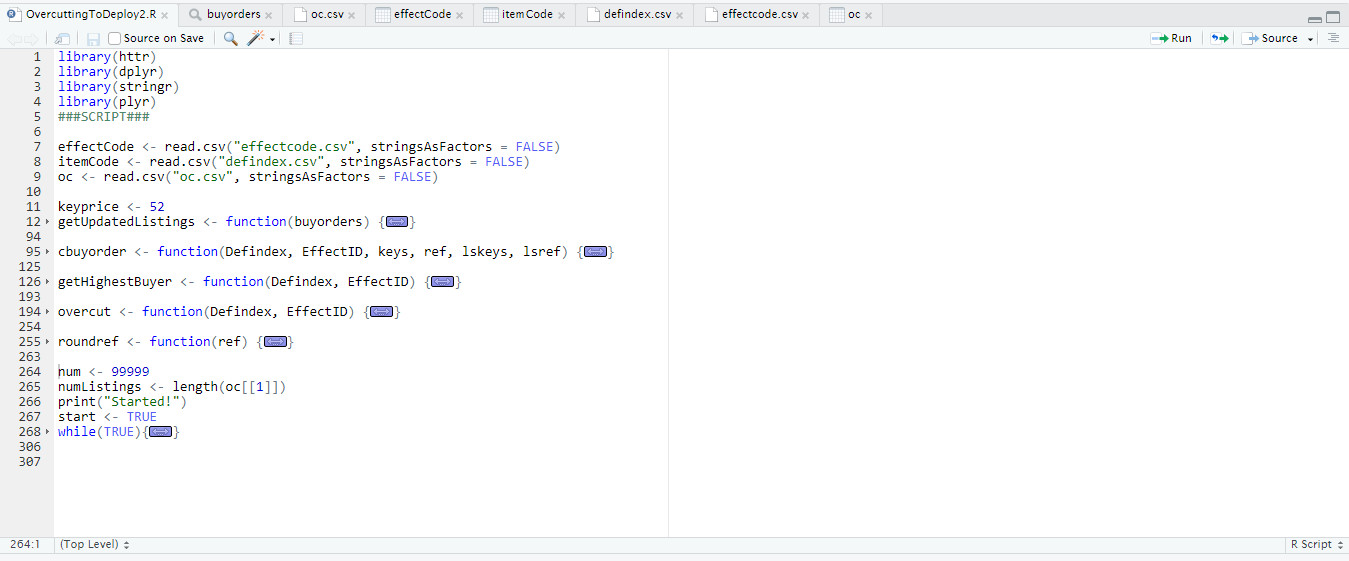 OvercuttingToDeploy2.R buyorders oc.csv effectCode itemCode defindex.csv effectcode.csv oc
Source on Save Run Source
1 library(httr)
2 library(dplyr)
3 library(stringr)
4 library(plyr)
5 ###SCRIPT###
6
7 effectCode <- read.csv("effectcode.csv", stringsAsFactors = FALSE)
8 itemCode <- read.csv("defindex.csv", stringsAsFactors = FALSE)
9 oc <- read.csv("oc.csv", stringsAsFactors = FALSE)
10
11 keyprice <- 52
12 getUpdatedListings <- function(buyorders) {}
94
95 cbuyorder <- function(Defindex, EffectID, keys, ref, lskeys, lsref) {}
125
126 getHighestBuyer <- function(Defindex, EffectID) {}
193
194 overcut <- function(Defindex, EffectID) {}
254
255 roundref <- function(ref) {}
263
264 num <- 99999
265 numListings <- length(oc[[1]])
266 print("Started!")
267 start <- TRUE
268 while(TRUE){}
306
307
264:1 (Top Level) R Script